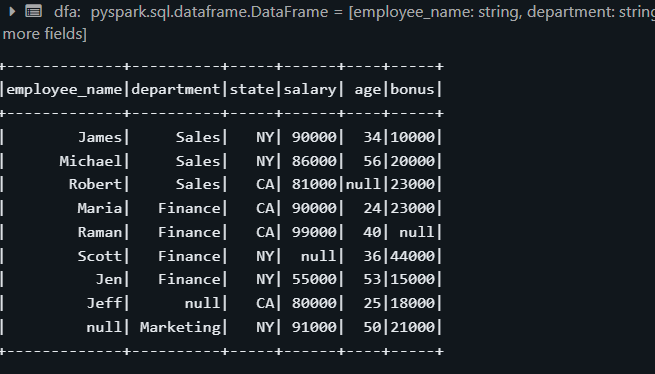 dfa: pyspark.sql.dataframe.DataFrame = [employee_name: string, department: string
more fields]
+-------------+----------+-----+------+----+-----+
|employee_name|department|state|salary| age|bonus|
+-------------+----------+-----+------+----+-----+
|        James|     Sales|   NY| 90000|  34|10000|
|      Michael|     Sales|   NY| 86000|  56|20000|
|       Robert|     Sales|   CA| 81000|null|23000|
|        Maria|   Finance|   CA| 90000|  24|23000|
|        Raman|   Finance|   CA| 99000|  40| null|
|        Scott|   Finance|   NY|  null|  36|44000|
|          Jen|   Finance|   NY| 55000|  53|15000|
|         Jeff|      null|   CA| 80000|  25|18000|
|         null| Marketing|   NY| 91000|  50|21000|
+-------------+----------+-----+------+----+-----+